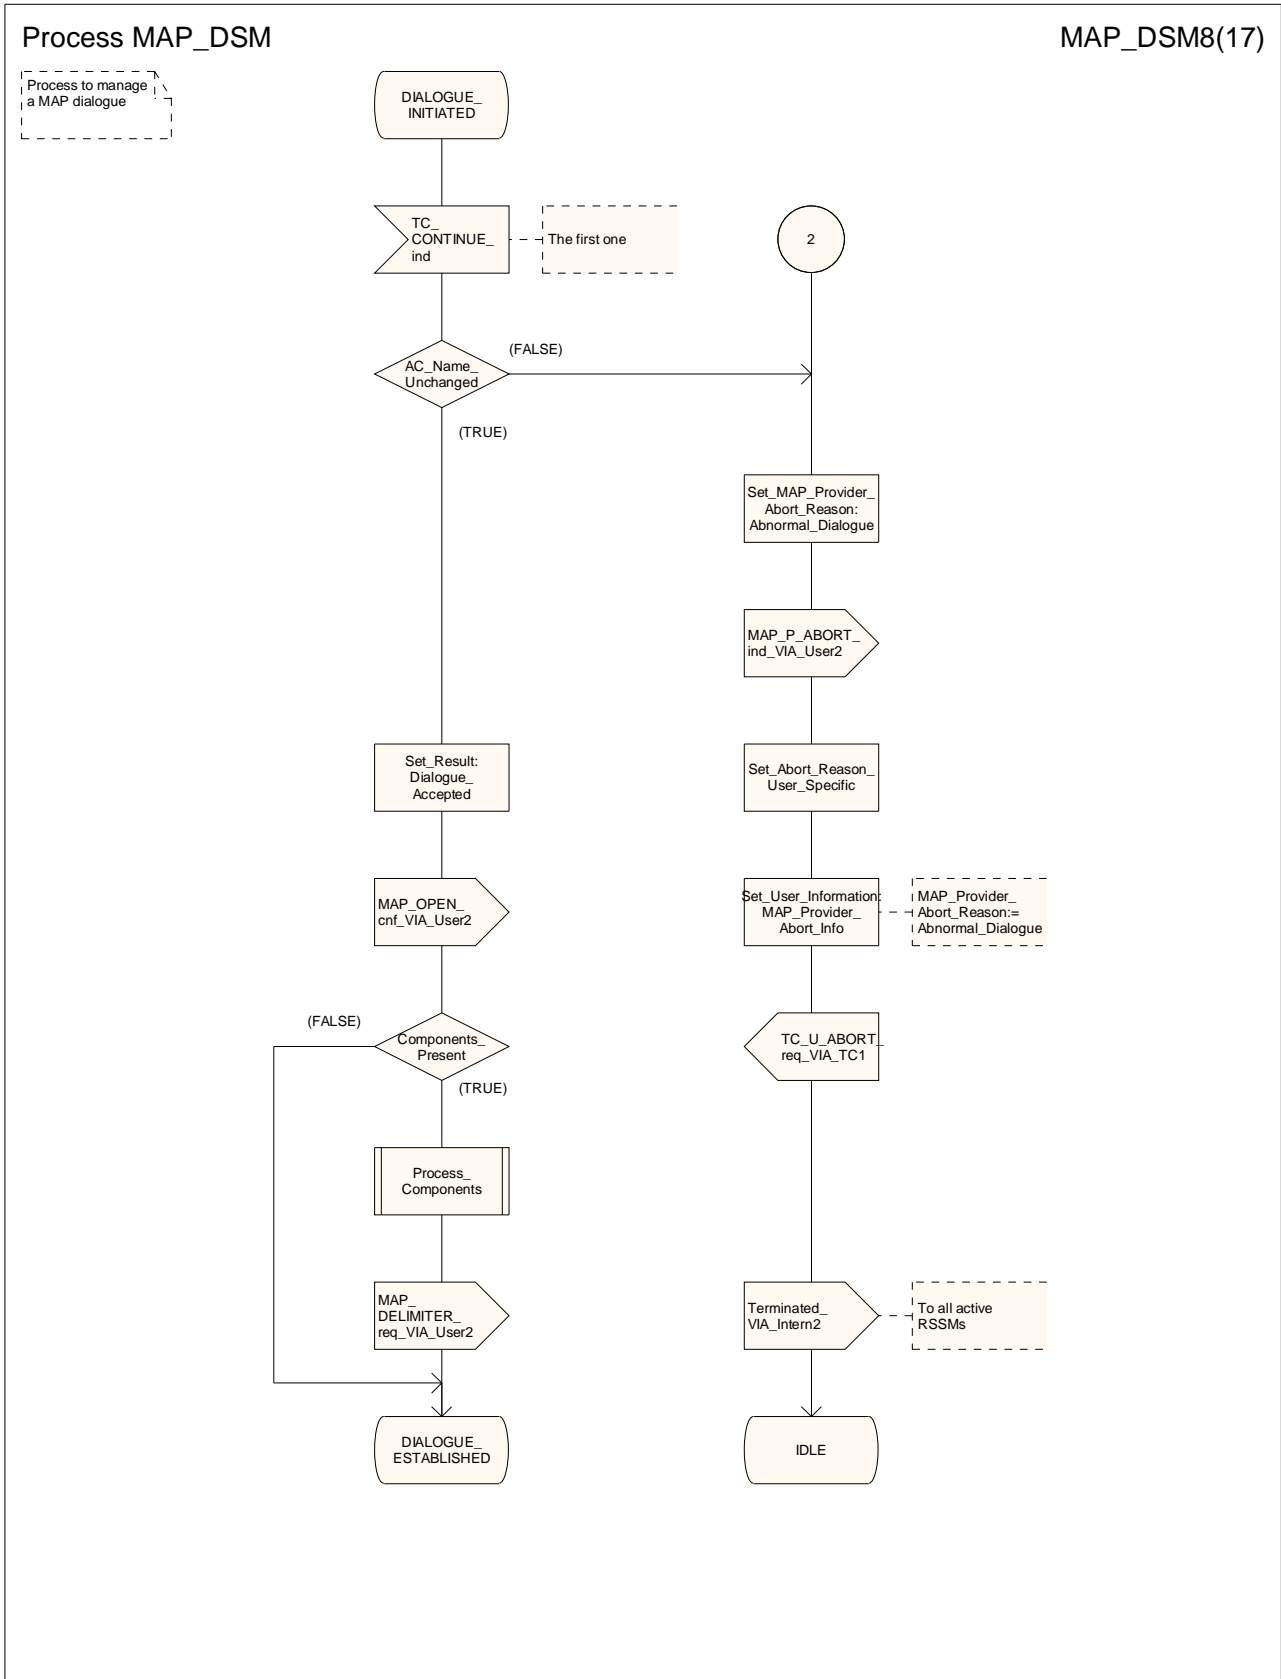 Process MAP_DSM
MAP_DSM8(17)
Process to manage
a MAP dialogue
DIALOGUE_
INITIATED
TC_
CONTINUE_
ind
The first one
2
AC_Name_
Unchanged
(FALSE)
(TRUE)
Set_MAP_Provider_
Abort_Reason:
Abnormal_Dialogue
MAP_P_ABORT_
ind_VIA_User2
Set_Result:
Dialogue_
Accepted
Set_Abort_Reason_
User_Specific
MAP_OPEN_
cnf_VIA_User2
Set_User_Information:
MAP_Provider_
Abort_Info
MAP_Provider_
Abort_Reason:=
Abnormal_Dialogue
(FALSE)
Components_
Present
(TRUE)
TC_U_ABORT_
req_VIA_TC1
Process_
Components
MAP_
DELIMITER_
req_VIA_User2
Terminated_
VIA_Intern2
To all active
RSSMs
DIALOGUE_
ESTABLISHED
IDLE